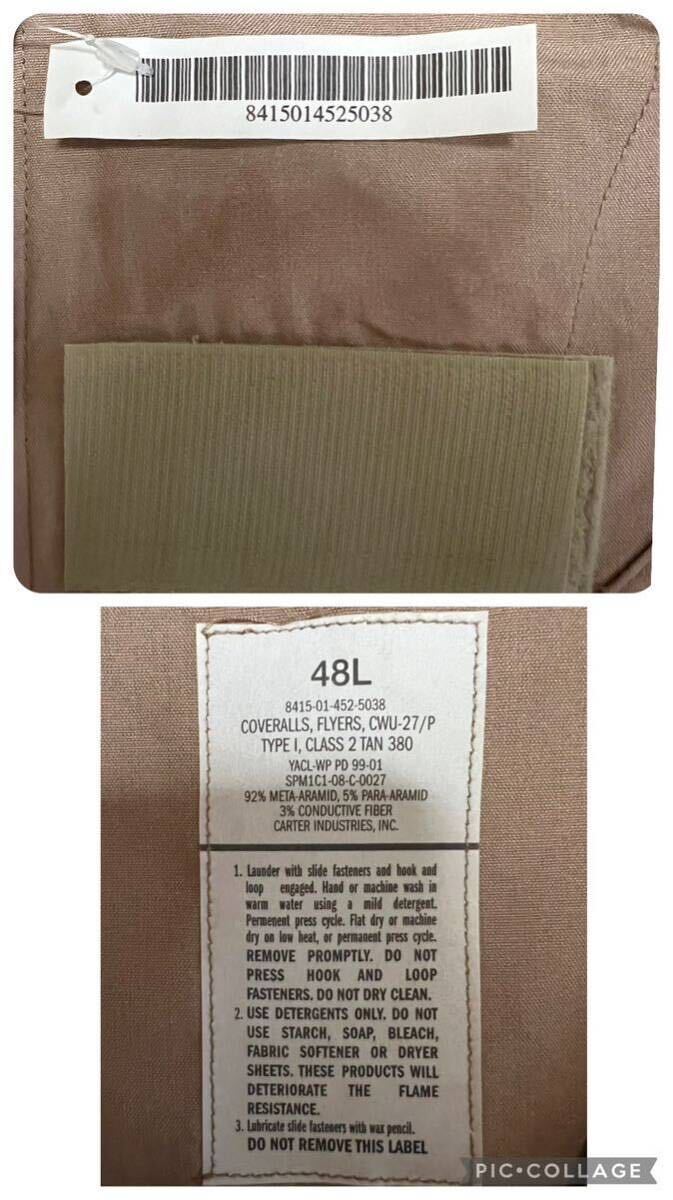 8415014525038
48L
8415-01-452-5038
COVERALLS, FLYERS, CWU-27/P
TYPE I, CLASS 2 TAN 380
YACL-WP PD 99-01
SPM1C1-08-C-0027
92% META-ARAMID, 5% PARA-ARAMID
3% CONDUCTIVE FIBER
CARTER INDUSTRIES, INC.
1. Launder with slide fasteners and hook and
loop engaged. Hand or machine wash in
warm water using a mild detergent.
Permenent press cycle. Flat dry or machine
dry on low heat, or permanent press cycle.
REMOVE PROMPTLY. DO NOT
PRESS HOOK AND LOOP
FASTENERS. DO NOT DRY CLEAN.
2. USE DETERGENTS ONLY. DO NOT
USE STARCH, SOAP, BLEACH,
FABRIC SOFTENER OR DRYER
SHEETS. THESE PRODUCTS WILL
DETERIORATE THE FLAME
RESISTANCE.
3. Lubricate slide fasteners with wax pencil.
DO NOT REMOVE THIS LABEL
PIC•COLLAGE